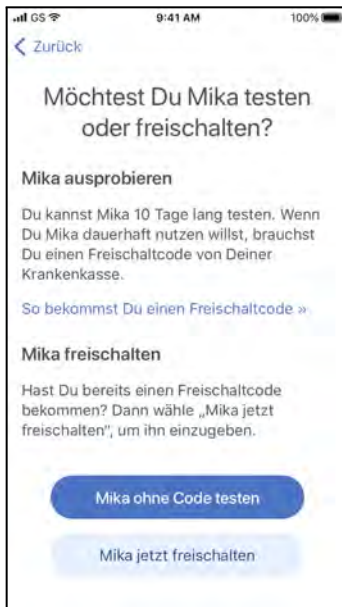 GS 9:41 AM 100%
Zurück
Möchtest Du Mika testen
oder freischalten?
Mika ausprobieren
Du kannst Mika 10 Tage lang testen. Wenn
Du Mika dauerhaft nutzen willst, brauchst
Du einen Freischaltcode von Deiner
Krankenkasse.
So bekommst Du einen Freischaltcode »
Mika freischalten
Hast Du bereits einen Freischaltcode
bekommen? Dann wähle „Mika jetzt
freischalten“, um ihn einzugeben.
Mika ohne Code testen
Mika jetzt freischalten